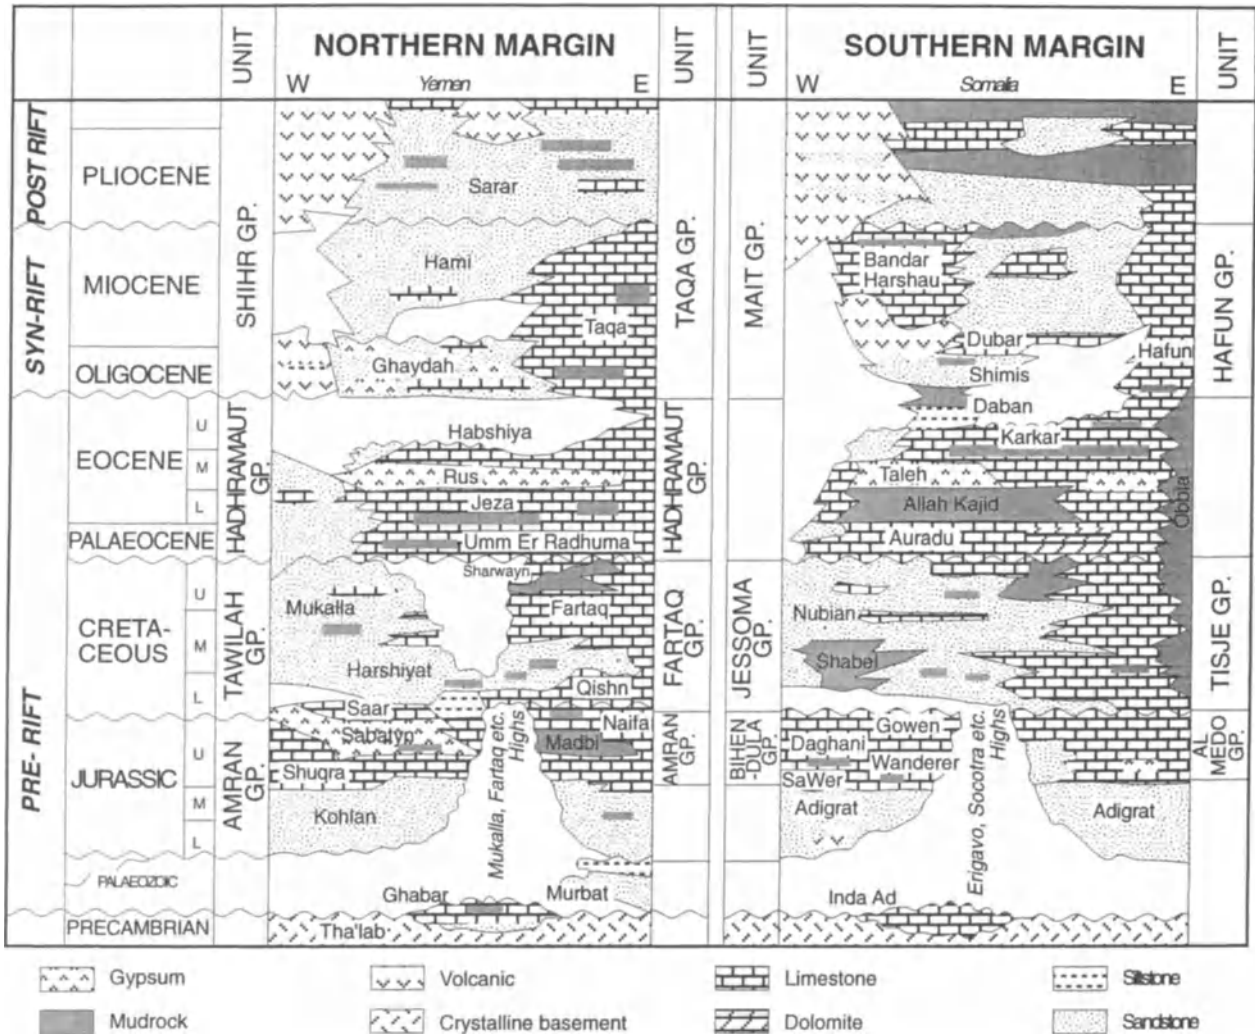 UNIT
NORTHERN MARGIN
W Yemen E
UNIT
UNIT
SOUTHERN MARGIN
W Somalia E
UNIT
POST RIFT
SYN-RIFT
PRE-RIFT
PLIOCENE
MIOCENE
OLIGOCENE
EOCENE
U
M
L
PALAEOCENE
CRETA-
CEOUS
U
M
L
JURASSIC
U
M
L
PALAEOZOIC
PRECAMBRIAN
SHIHR GP.
HADHRAMAUT
GP.
TAWILAH
GP.
AMRAN
GP.
Sarar
Hami
Taqa
Ghaydah
Habshiya
Rus
Jeza
Umm Er Radhuma
Sharwayn
Mukalla
Fartaq
Harshiyat
Qishn
Saar
Naifa
Sabatyn
Madbi
Shuqra
Kohlan
Mukalla, Fartaq etc.
Highs
Ghabar
Murbat
Tha'lab
TAQA GP.
HADHRAMAUT
GP.
FARTAQ
GP.
AMRAN
GP.
MAIT GP.
JESSOMA
GP.
BIHEN
-DULA
GP.
Bandar
Harshau
Dubar
Hafun
Shimis
Daban
Karkar
Taleh
Allah Kajid
Obbia
Auradu
Nubian
Shabel
Gowen
Daghani
Wanderer
SaWer
Adigrat
Adigrat
Erigavo, Socotra etc.
Highs
Inda Ad
HAFUN GP.
TISJE GP.
AL
MEDO
GP.
Gypsum
Volcanic
Limestone
Siltstone
Mudrock
Crystalline basement
Dolomite
Sandstone